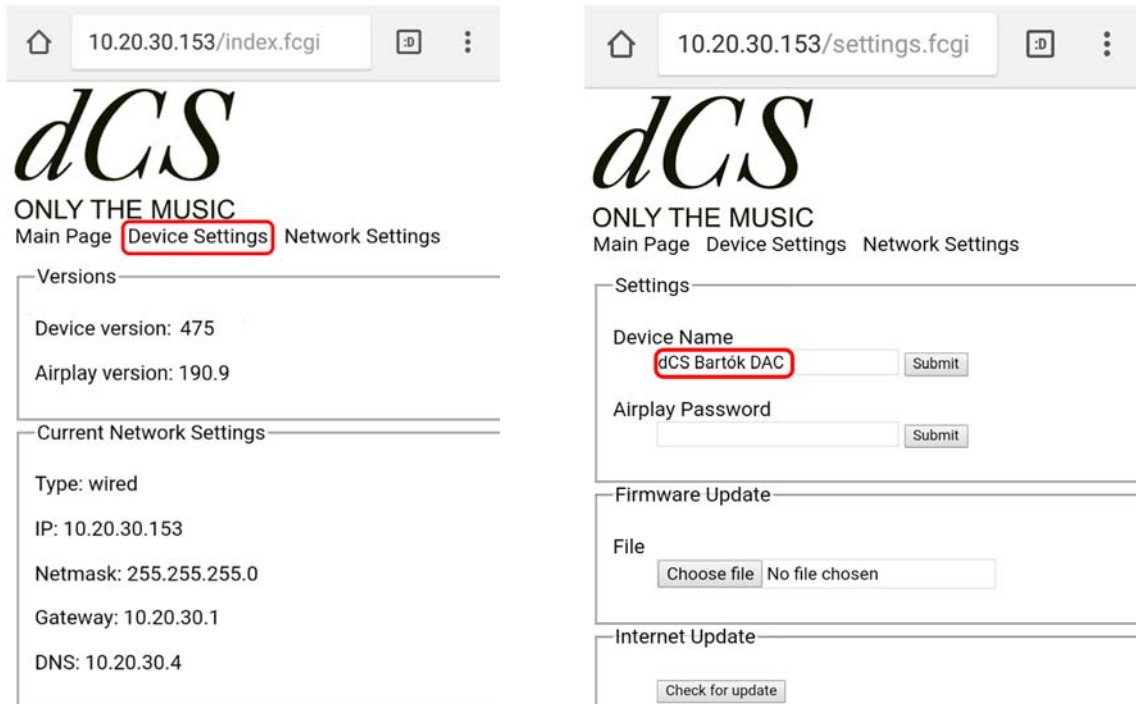 10.20.30.153/index.fcgi :D
dCS
ONLY THE MUSIC
Main Page Device Settings Network Settings
Versions
Device version: 475
Airplay version: 190.9
Current Network Settings
Type: wired
IP: 10.20.30.153
Netmask: 255.255.255.0
Gateway: 10.20.30.1
DNS: 10.20.30.4
10.20.30.153/settings.fcgi :D
dCS
ONLY THE MUSIC
Main Page Device Settings Network Settings
Settings
Device Name
dCS Bartók DAC Submit
Airplay Password
Submit
Firmware Update
File
Choose file No file chosen
Internet Update
Check for update